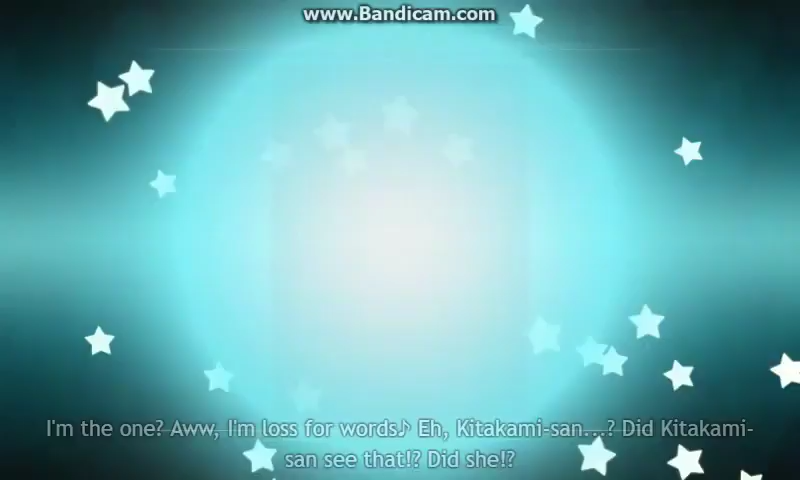 www.Bandicam.com
I'm the one? Aww, I'm loss for words♪ Eh, Kitakami-san...? Did Kitakami-
san see that!? Did she!?